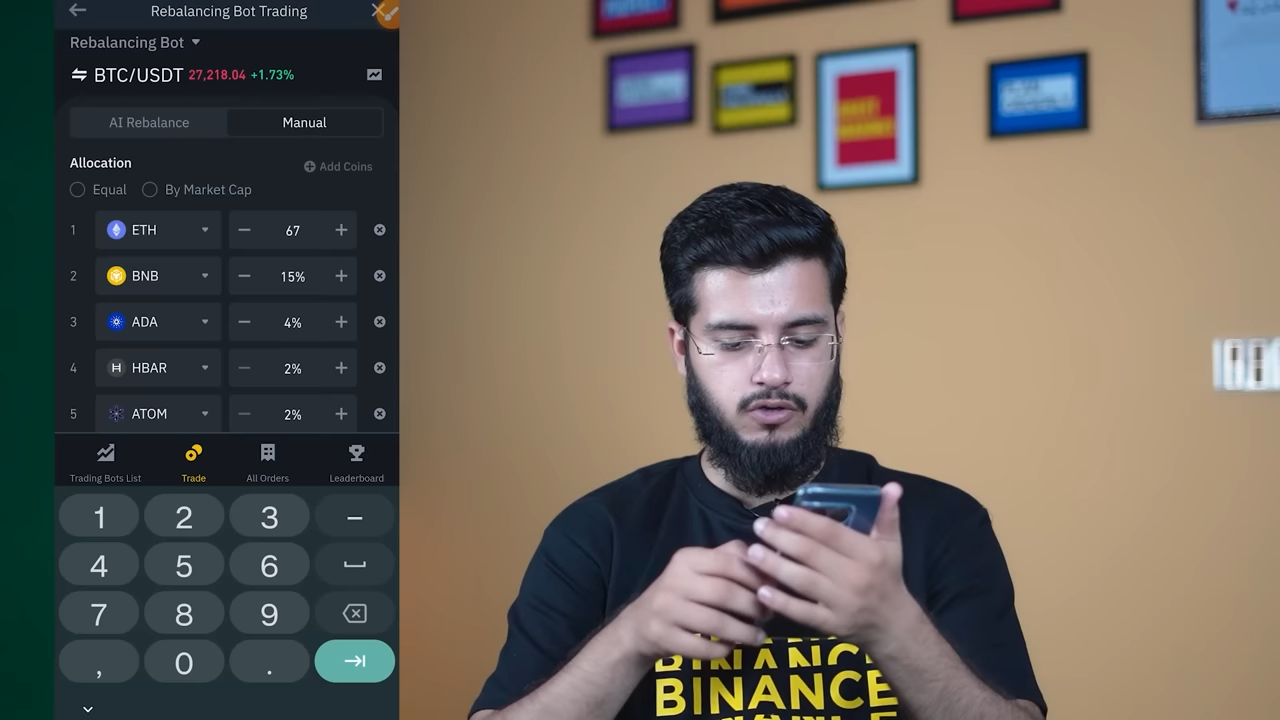 Rebalancing Bot Trading
Rebalancing Bot
BTC/USDT 27,218.04 +1.73%
AI Rebalance Manual
Allocation
Add Coins
Equal By Market Cap
1 ETH 67
2 BNB 15%
3 ADA 4%
4 HBAR 2%
5 ATOM 2%
Trading Bots List Trade All Orders Leaderboard
1 2 3 –
4 5 6
7 8 9
, 0 .
BINANCE
BINANCE